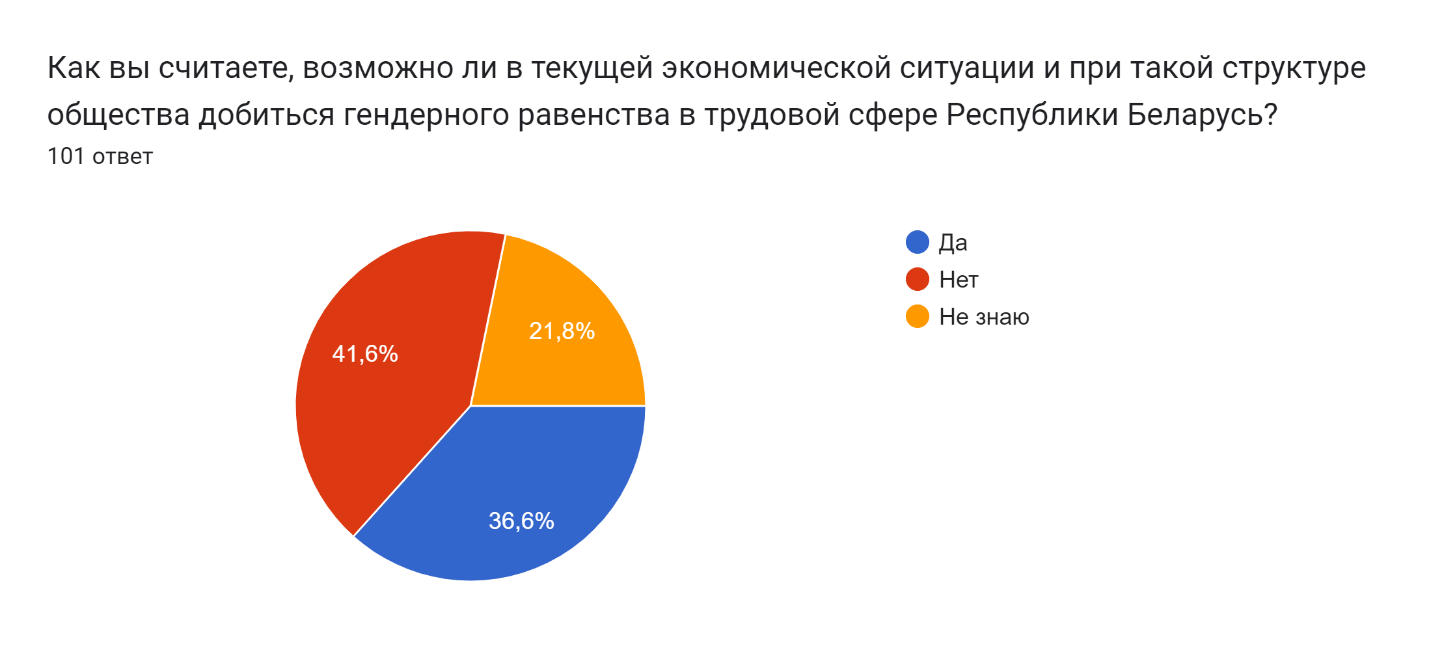 Как вы считаете, возможно ли в текущей экономической ситуации и при такой структуре
общества добиться гендерного равенства в трудовой сфере Республики Беларусь?
101 ответ
Да
Нет
Не знаю
21,8%
41,6%
36,6%